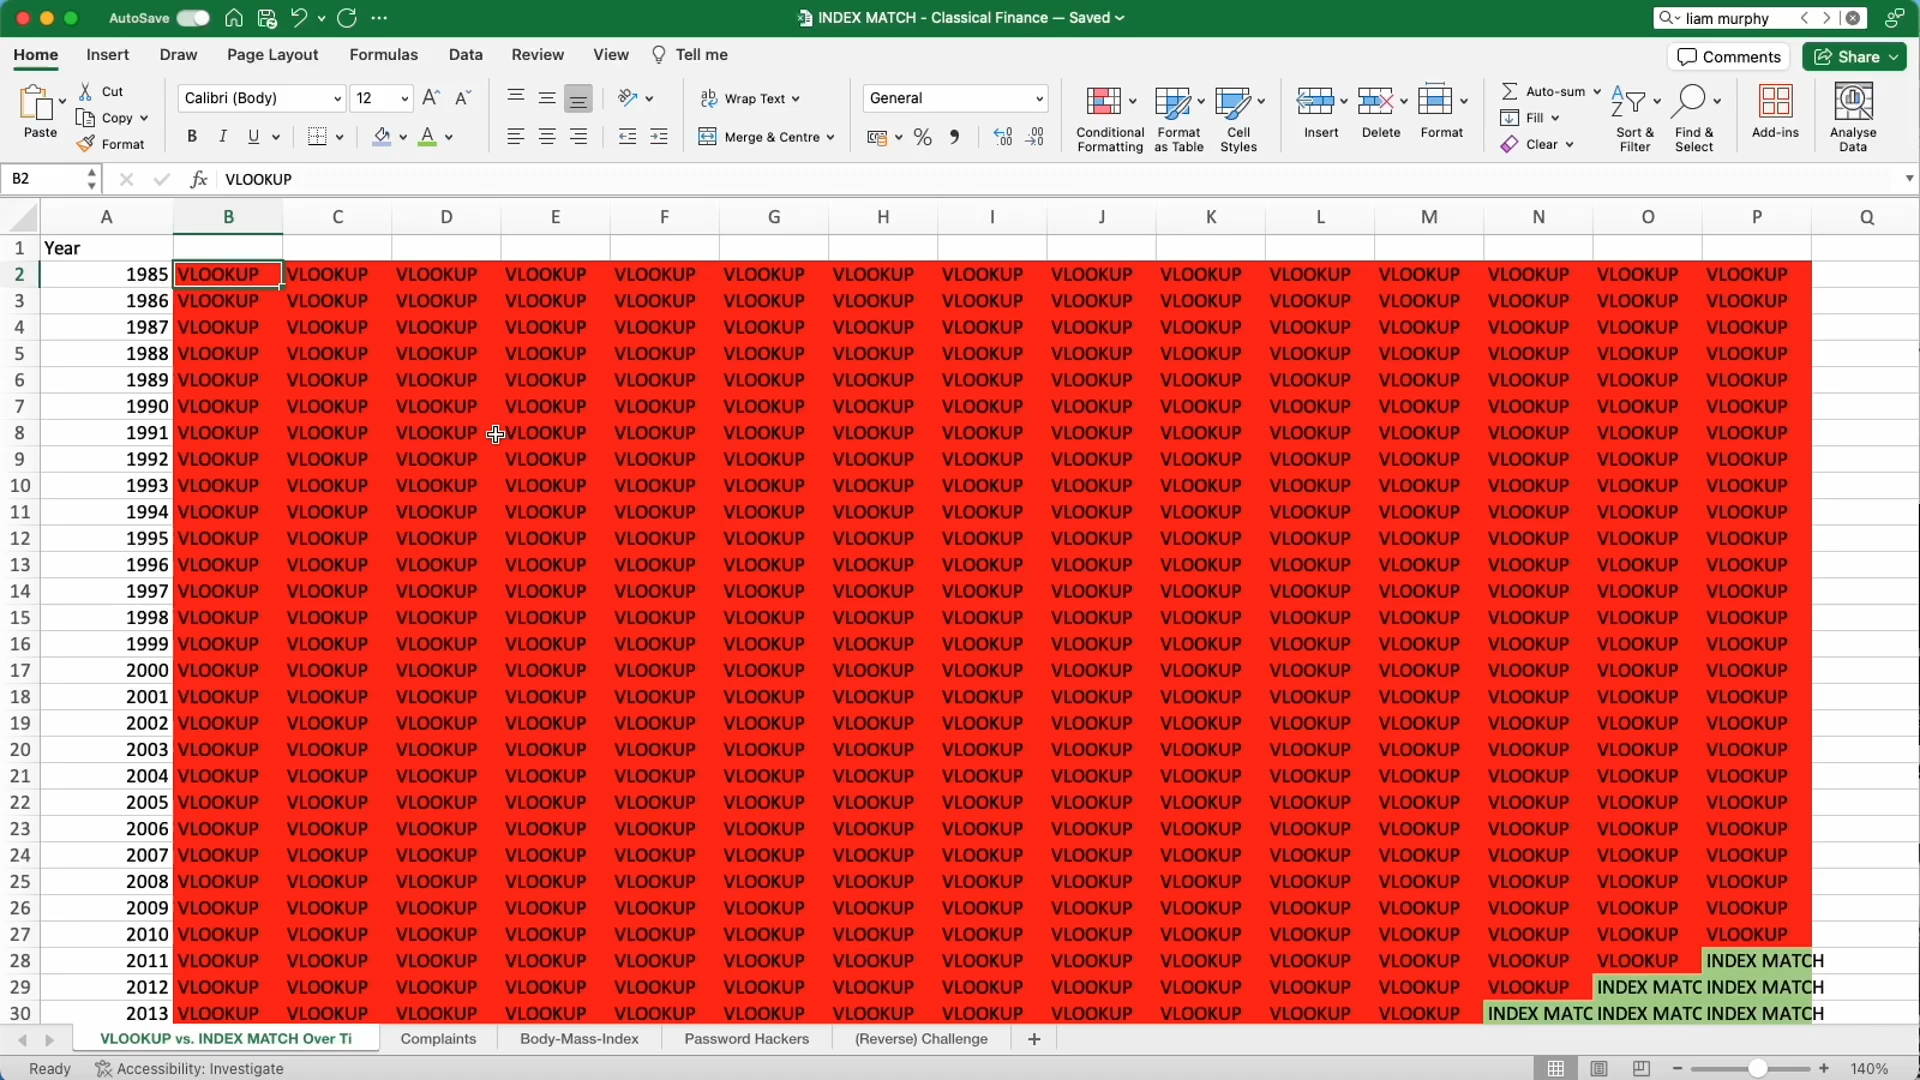 AutoSave
INDEX MATCH - Classical Finance — Saved
liam murphy
Home Insert Draw Page Layout Formulas Data Review View Tell me
Comments Share
Paste Cut Copy Format
Calibri (Body) 12
B I U A
Wrap Text
Merge & Centre
General
%
Conditional Formatting
Format as Table
Cell Styles
Insert Delete Format
Auto-sum
Fill
Clear
Sort & Filter
Find & Select
Add-ins
Analyse Data
B2 fx VLOOKUP
A B C D E F G H I J K L M N O P Q
1 Year
2 1985 VLOOKUP VLOOKUP VLOOKUP VLOOKUP VLOOKUP VLOOKUP VLOOKUP VLOOKUP VLOOKUP VLOOKUP VLOOKUP VLOOKUP VLOOKUP VLOOKUP VLOOKUP
3 1986 VLOOKUP VLOOKUP VLOOKUP VLOOKUP VLOOKUP VLOOKUP VLOOKUP VLOOKUP VLOOKUP VLOOKUP VLOOKUP VLOOKUP VLOOKUP VLOOKUP VLOOKUP
4 1987 VLOOKUP VLOOKUP VLOOKUP VLOOKUP VLOOKUP VLOOKUP VLOOKUP VLOOKUP VLOOKUP VLOOKUP VLOOKUP VLOOKUP VLOOKUP VLOOKUP VLOOKUP
5 1988 VLOOKUP VLOOKUP VLOOKUP VLOOKUP VLOOKUP VLOOKUP VLOOKUP VLOOKUP VLOOKUP VLOOKUP VLOOKUP VLOOKUP VLOOKUP VLOOKUP VLOOKUP
6 1989 VLOOKUP VLOOKUP VLOOKUP VLOOKUP VLOOKUP VLOOKUP VLOOKUP VLOOKUP VLOOKUP VLOOKUP VLOOKUP VLOOKUP VLOOKUP VLOOKUP VLOOKUP
7 1990 VLOOKUP VLOOKUP VLOOKUP VLOOKUP VLOOKUP VLOOKUP VLOOKUP VLOOKUP VLOOKUP VLOOKUP VLOOKUP VLOOKUP VLOOKUP VLOOKUP VLOOKUP
8 1991 VLOOKUP VLOOKUP VLOOKUP VLOOKUP VLOOKUP VLOOKUP VLOOKUP VLOOKUP VLOOKUP VLOOKUP VLOOKUP VLOOKUP VLOOKUP VLOOKUP VLOOKUP
9 1992 VLOOKUP VLOOKUP VLOOKUP VLOOKUP VLOOKUP VLOOKUP VLOOKUP VLOOKUP VLOOKUP VLOOKUP VLOOKUP VLOOKUP VLOOKUP VLOOKUP VLOOKUP
10 1993 VLOOKUP VLOOKUP VLOOKUP VLOOKUP VLOOKUP VLOOKUP VLOOKUP VLOOKUP VLOOKUP VLOOKUP VLOOKUP VLOOKUP VLOOKUP VLOOKUP VLOOKUP
11 1994 VLOOKUP VLOOKUP VLOOKUP VLOOKUP VLOOKUP VLOOKUP VLOOKUP VLOOKUP VLOOKUP VLOOKUP VLOOKUP VLOOKUP VLOOKUP VLOOKUP VLOOKUP
12 1995 VLOOKUP VLOOKUP VLOOKUP VLOOKUP VLOOKUP VLOOKUP VLOOKUP VLOOKUP VLOOKUP VLOOKUP VLOOKUP VLOOKUP VLOOKUP VLOOKUP VLOOKUP
13 1996 VLOOKUP VLOOKUP VLOOKUP VLOOKUP VLOOKUP VLOOKUP VLOOKUP VLOOKUP VLOOKUP VLOOKUP VLOOKUP VLOOKUP VLOOKUP VLOOKUP VLOOKUP
14 1997 VLOOKUP VLOOKUP VLOOKUP VLOOKUP VLOOKUP VLOOKUP VLOOKUP VLOOKUP VLOOKUP VLOOKUP VLOOKUP VLOOKUP VLOOKUP VLOOKUP VLOOKUP
15 1998 VLOOKUP VLOOKUP VLOOKUP VLOOKUP VLOOKUP VLOOKUP VLOOKUP VLOOKUP VLOOKUP VLOOKUP VLOOKUP VLOOKUP VLOOKUP VLOOKUP VLOOKUP
16 1999 VLOOKUP VLOOKUP VLOOKUP VLOOKUP VLOOKUP VLOOKUP VLOOKUP VLOOKUP VLOOKUP VLOOKUP VLOOKUP VLOOKUP VLOOKUP VLOOKUP VLOOKUP
17 2000 VLOOKUP VLOOKUP VLOOKUP VLOOKUP VLOOKUP VLOOKUP VLOOKUP VLOOKUP VLOOKUP VLOOKUP VLOOKUP VLOOKUP VLOOKUP VLOOKUP VLOOKUP
18 2001 VLOOKUP VLOOKUP VLOOKUP VLOOKUP VLOOKUP VLOOKUP VLOOKUP VLOOKUP VLOOKUP VLOOKUP VLOOKUP VLOOKUP VLOOKUP VLOOKUP VLOOKUP
19 2002 VLOOKUP VLOOKUP VLOOKUP VLOOKUP VLOOKUP VLOOKUP VLOOKUP VLOOKUP VLOOKUP VLOOKUP VLOOKUP VLOOKUP VLOOKUP VLOOKUP VLOOKUP
20 2003 VLOOKUP VLOOKUP VLOOKUP VLOOKUP VLOOKUP VLOOKUP VLOOKUP VLOOKUP VLOOKUP VLOOKUP VLOOKUP VLOOKUP VLOOKUP VLOOKUP VLOOKUP
21 2004 VLOOKUP VLOOKUP VLOOKUP VLOOKUP VLOOKUP VLOOKUP VLOOKUP VLOOKUP VLOOKUP VLOOKUP VLOOKUP VLOOKUP VLOOKUP VLOOKUP VLOOKUP
22 2005 VLOOKUP VLOOKUP VLOOKUP VLOOKUP VLOOKUP VLOOKUP VLOOKUP VLOOKUP VLOOKUP VLOOKUP VLOOKUP VLOOKUP VLOOKUP VLOOKUP VLOOKUP
23 2006 VLOOKUP VLOOKUP VLOOKUP VLOOKUP VLOOKUP VLOOKUP VLOOKUP VLOOKUP VLOOKUP VLOOKUP VLOOKUP VLOOKUP VLOOKUP VLOOKUP VLOOKUP
24 2007 VLOOKUP VLOOKUP VLOOKUP VLOOKUP VLOOKUP VLOOKUP VLOOKUP VLOOKUP VLOOKUP VLOOKUP VLOOKUP VLOOKUP VLOOKUP VLOOKUP VLOOKUP
25 2008 VLOOKUP VLOOKUP VLOOKUP VLOOKUP VLOOKUP VLOOKUP VLOOKUP VLOOKUP VLOOKUP VLOOKUP VLOOKUP VLOOKUP VLOOKUP VLOOKUP VLOOKUP
26 2009 VLOOKUP VLOOKUP VLOOKUP VLOOKUP VLOOKUP VLOOKUP VLOOKUP VLOOKUP VLOOKUP VLOOKUP VLOOKUP VLOOKUP VLOOKUP VLOOKUP VLOOKUP
27 2010 VLOOKUP VLOOKUP VLOOKUP VLOOKUP VLOOKUP VLOOKUP VLOOKUP VLOOKUP VLOOKUP VLOOKUP VLOOKUP VLOOKUP VLOOKUP VLOOKUP VLOOKUP
28 2011 VLOOKUP VLOOKUP VLOOKUP VLOOKUP VLOOKUP VLOOKUP VLOOKUP VLOOKUP VLOOKUP VLOOKUP VLOOKUP VLOOKUP VLOOKUP VLOOKUP INDEX MATCH
29 2012 VLOOKUP VLOOKUP VLOOKUP VLOOKUP VLOOKUP VLOOKUP VLOOKUP VLOOKUP VLOOKUP VLOOKUP VLOOKUP VLOOKUP VLOOKUP INDEX MATC INDEX MATCH
30 2013 VLOOKUP VLOOKUP VLOOKUP VLOOKUP VLOOKUP VLOOKUP VLOOKUP VLOOKUP VLOOKUP VLOOKUP VLOOKUP VLOOKUP INDEX MATC INDEX MATC INDEX MATCH
VLOOKUP vs. INDEX MATCH Over Ti Complaints Body-Mass-Index Password Hackers (Reverse) Challenge
Ready Accessibility: Investigate 140%